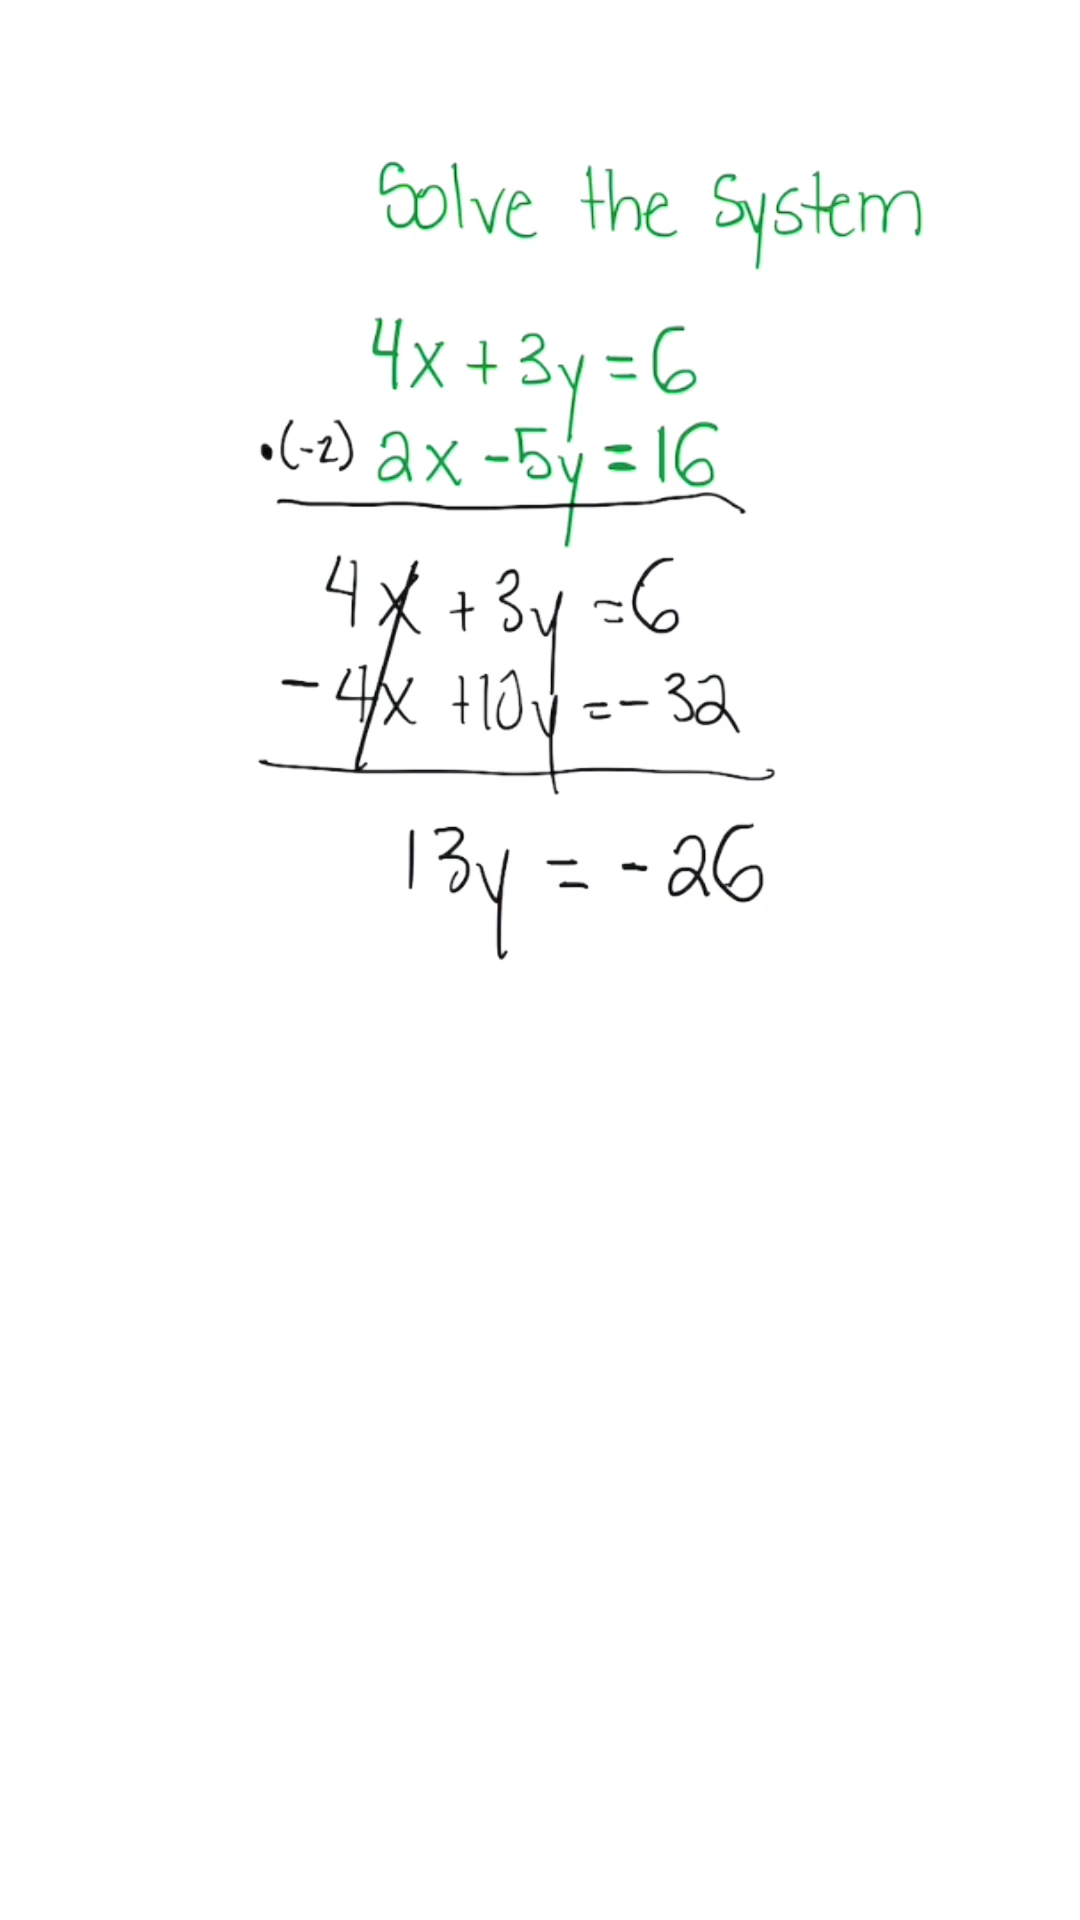 Solve the System
4x + 3y = 6
•(-2) 2x - 5y = 16
4x + 3y = 6
- 4x + 10y = - 32
13y = - 26